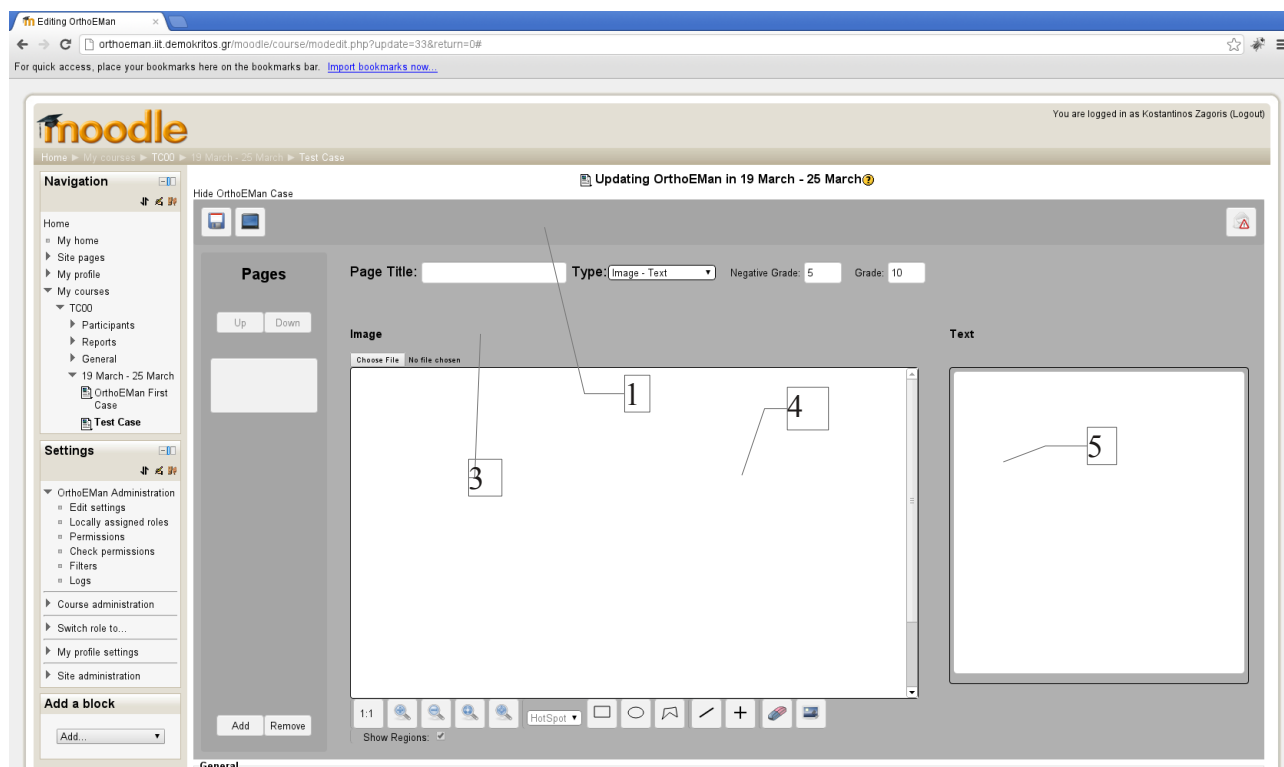 Editing OrthoEMan
orthoeman.iit.demokritos.gr/moodle/course/modedit.php?update=33&return=0#
For quick access, place your bookmarks here on the bookmarks bar. Import bookmarks now...
moodle
You are logged in as Kostantinos Zagoris (Logout)
Home ► My courses ► TC00 ► 19 March - 25 March ► Test Case
Navigation
Home
My home
Site pages
My profile
My courses
TC00
Participants
Reports
General
19 March - 25 March
OrthoEMan First
Case
Test Case
Settings
OrthoEMan Administration
Edit settings
Locally assigned roles
Permissions
Check permissions
Filters
Logs
Course administration
Switch role to...
My profile settings
Site administration
Add a block
Add...
Updating OrthoEMan in 19 March - 25 March
Hide OrthoEMan Case
Pages
Up Down
Add Remove
Page Title: Type: Image - Text Negative Grade: 5 Grade: 10
Image
Choose File No file chosen
1
4
3
1:1 HotSpot
Show Regions:
Text
5
General